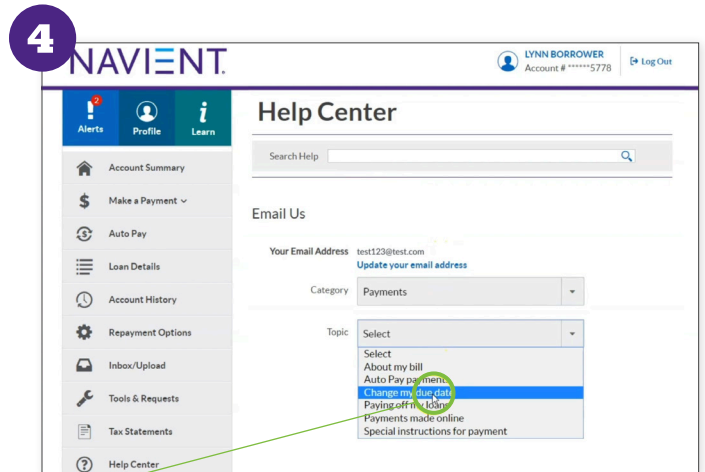 4
NAVIENT.
LYNN BORROWER
Account # ******5778
Log Out
2
Alerts
Profile
Learn
Account Summary
Make a Payment
Auto Pay
Loan Details
Account History
Repayment Options
Inbox/Upload
Tools & Requests
Tax Statements
Help Center
Help Center
Search Help
Email Us
Your Email Address test123@test.com
Update your email address
Category Payments
Topic Select
Select
About my bill
Auto Pay payments
Change my due date
Paying off my loans
Payments made online
Special instructions for payment